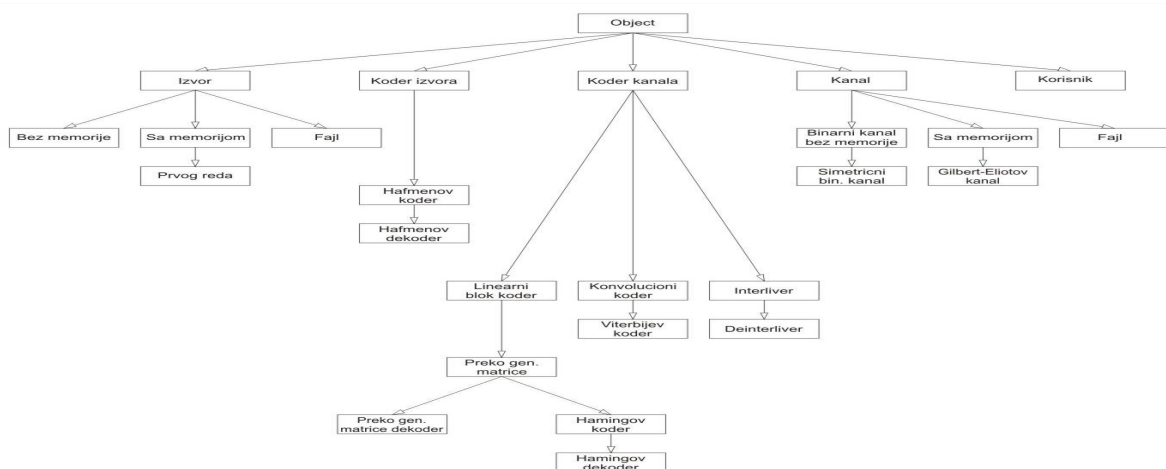 Object
Izvor
Koder izvora
Koder kanala
Kanal
Korisnik
Bez memorije
Sa memorijom
Fajl
Binarni kanal
bez memorije
Sa memorijom
Fajl
Prvog reda
Simetricni
bin. kanal
Gilbert-Eliotov
kanal
Hafmenov
koder
Hafmenov
dekoder
Linearni
blok koder
Konvolucioni
koder
Interliver
Viterbijev
koder
Deinterliver
Preko gen.
matrice
Preko gen.
matrice dekoder
Hamingov
koder
Hamingov
dekoder